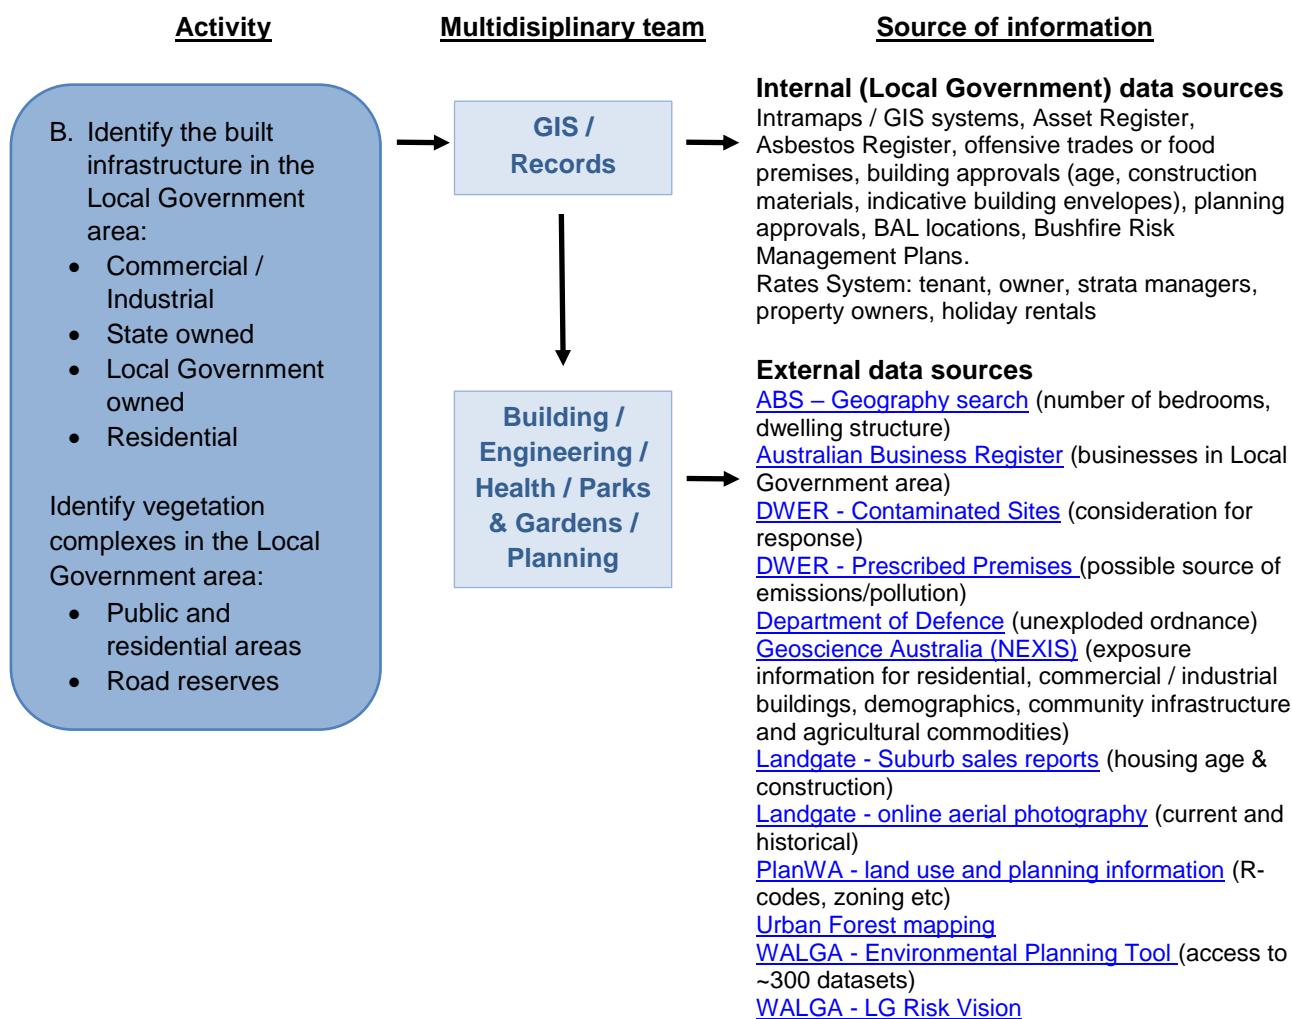 Activity
Multidisiplinary team
Source of information
B. Identify the built
infrastructure in the
Local Government
area:
• Commercial /
Industrial
• State owned
• Local Government
owned
• Residential
Identify vegetation
complexes in the Local
Government area:
• Public and
residential areas
• Road reserves
GIS /
Records
Building /
Engineering /
Health / Parks
& Gardens /
Planning
Internal (Local Government) data sources
Intramaps / GIS systems, Asset Register,
Asbestos Register, offensive trades or food
premises, building approvals (age, construction
materials, indicative building envelopes), planning
approvals, BAL locations, Bushfire Risk
Management Plans.
Rates System: tenant, owner, strata managers,
property owners, holiday rentals
External data sources
ABS – Geography search (number of bedrooms,
dwelling structure)
Australian Business Register (businesses in Local
Government area)
DWER - Contaminated Sites (consideration for
response)
DWER - Prescribed Premises (possible source of
emissions/pollution)
Department of Defence (unexploded ordnance)
Geoscience Australia (NEXIS) (exposure
information for residential, commercial / industrial
buildings, demographics, community infrastructure
and agricultural commodities)
Landgate - Suburb sales reports (housing age &
construction)
Landgate - online aerial photography (current and
historical)
PlanWA - land use and planning information (R-
codes, zoning etc)
Urban Forest mapping
WALGA - Environmental Planning Tool (access to
~300 datasets)
WALGA - LG Risk Vision